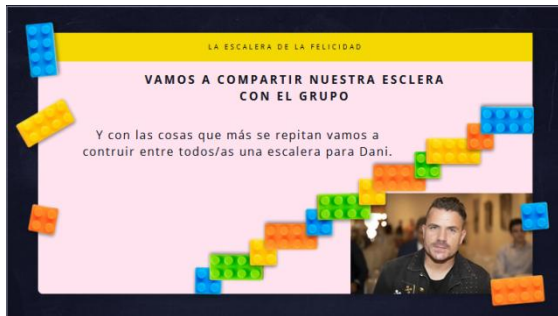 LA ESCALERA DE LA FELICIDAD
VAMOS A COMPARTIR NUESTRA ESCLERA
CON EL GRUPO
Y con las cosas que más se repitan vamos a
contruir entre todos/as una escalera para Dani.